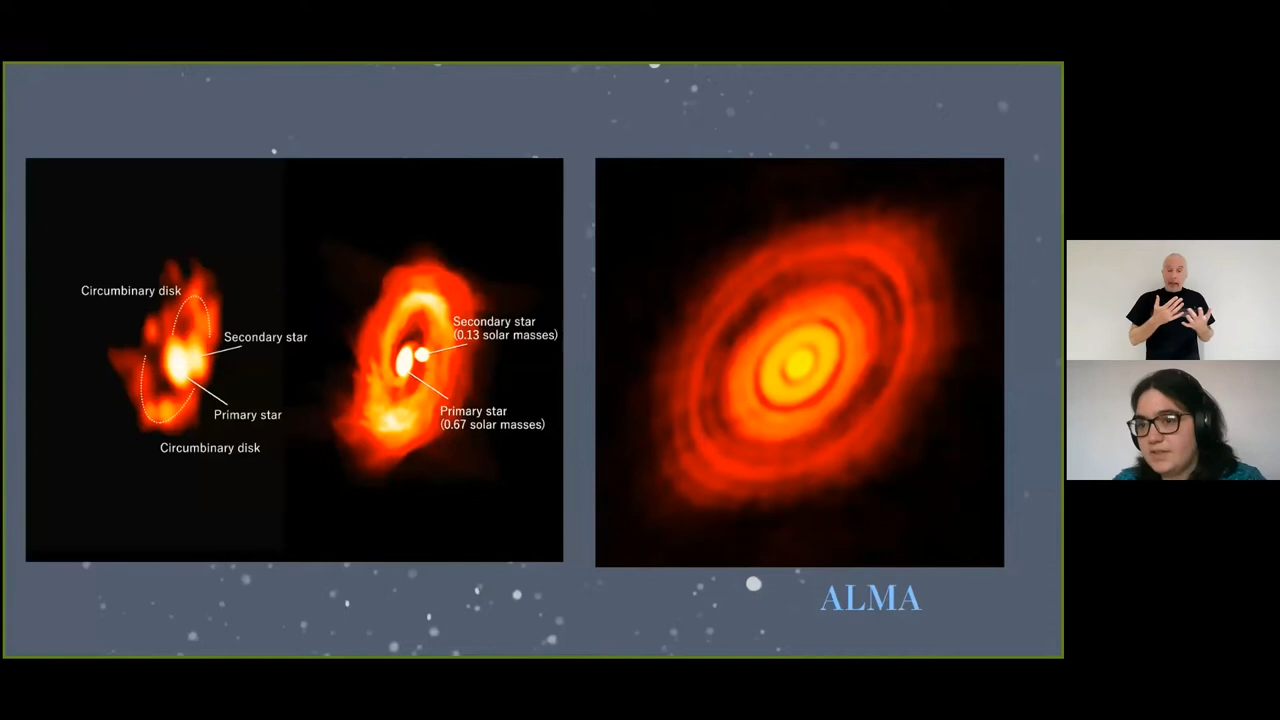 Circumbinary disk
Secondary star
Primary star
Circumbinary disk
Secondary star
(0.13 solar masses)
Primary star
(0.67 solar masses)
ALMA